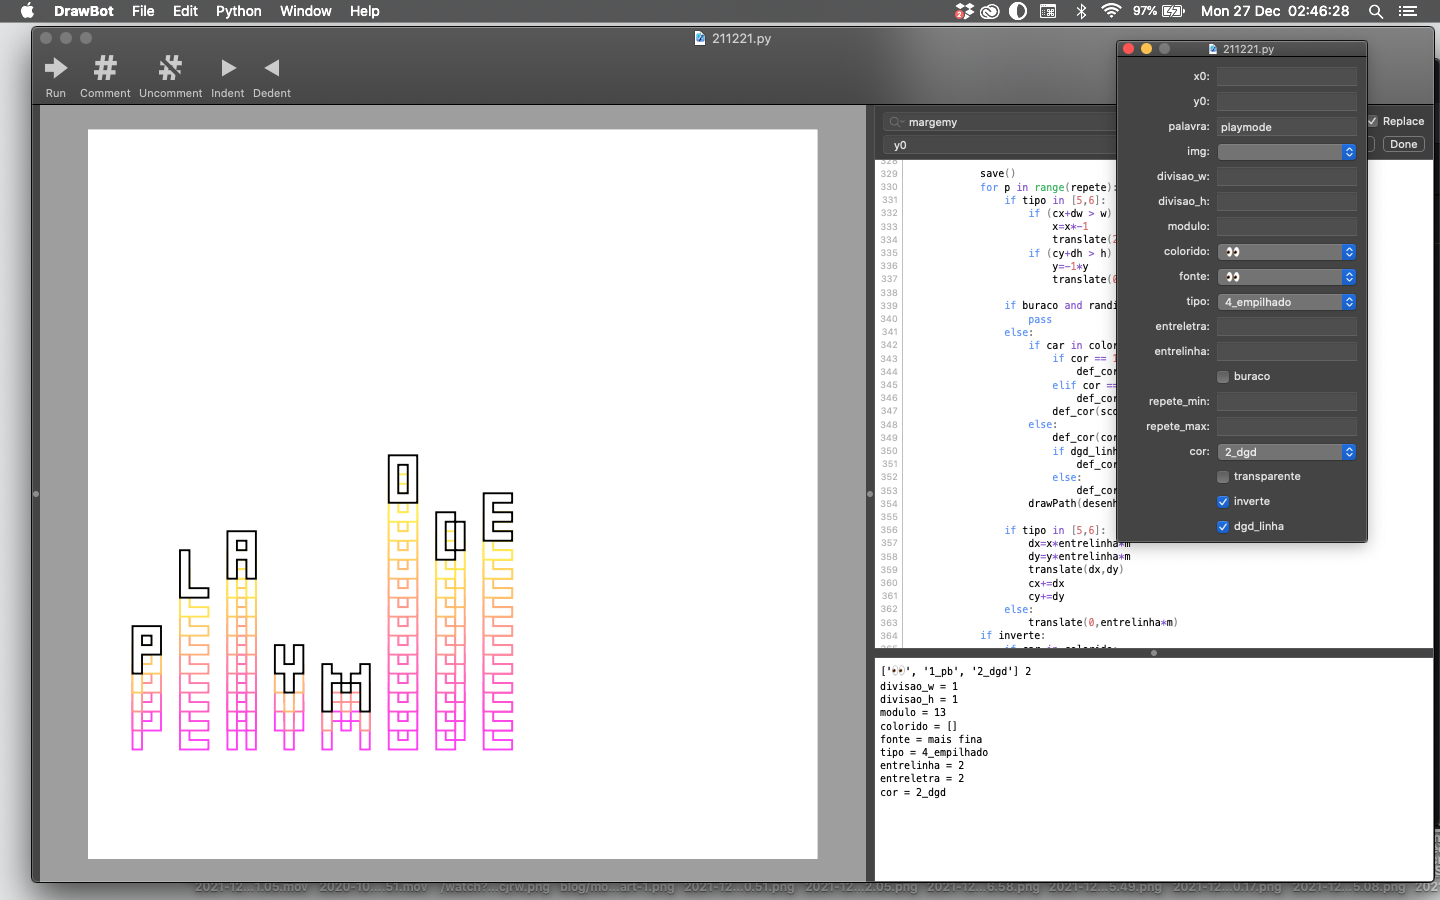 DrawBot File Edit Python Window Help
97% Mon 27 Dec 02:46:28
211221.py
Run Comment Uncomment Indent Dedent
P L A Y M O D E
margemy
Replace
y0
Done
328
329 save()
330 for p in range(repete):
331 if tipo in [5,6]:
332 if (cx+dw > w)
333 x=x*-1
334 translate(2
335 if (cy+dh > h)
336 y=-1*y
337 translate(0
338
339 if buraco and randi
340 pass
341 else:
342 if car in color
343 if cor == 1
344 def_cor
345 elif cor ==
346 def_cor
347 def_cor(sco
348 else:
349 def_cor(cor
350 if dgd_linh
351 def_cor
352 else:
353 def_cor
354 drawPath(desenh
355
356 if tipo in [5,6]:
357 dx=x*entrelinha*m
358 dy=y*entrelinha*m
359 translate(dx,dy)
360 cx+=dx
361 cy+=dy
362 else:
363 translate(0,entrelinha*m)
364 if inverte:
['👀', '1_pb', '2_dgd'] 2
divisao_w = 1
divisao_h = 1
modulo = 13
colorido = []
fonte = mais fina
tipo = 4_empilhado
entrelinha = 2
entreletra = 2
cor = 2_dgd
211221.py
x0:
y0:
palavra: playmode
img:
divisao_w:
divisao_h:
modulo:
colorido: 👀
fonte: 👀
tipo: 4_empilhado
entreletra:
entrelinha:
buraco
repete_min:
repete_max:
cor: 2_dgd
transparente
inverte
dgd_linha
2021-12...1.05.mov 2020-10....51.mov /watch?...cjrw.png blog/mo...art-1.png 2021-12...0.51.png 2021-12...2.05.png 2021-12...6.58.png 2021-12...5.49.png 2021-12...0.17.png 2021-12...5.08.png